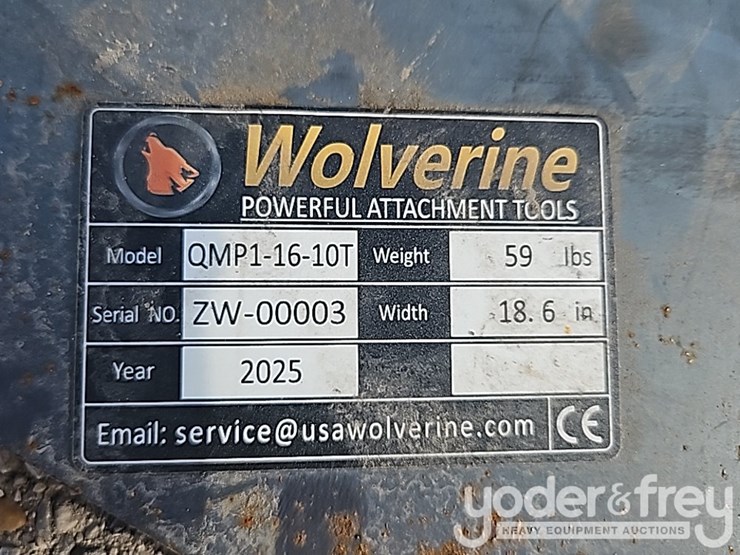 Wolverine
POWERFUL ATTACHMENT TOOLS
Model QMP1-16-10T Weight 59 lbs
Serial NO. ZW-00003 Width 18.6 in
Year 2025
Email: service@usawolverine.com CE
yoder&frey
HEAVY EQUIPMENT AUCTIONS